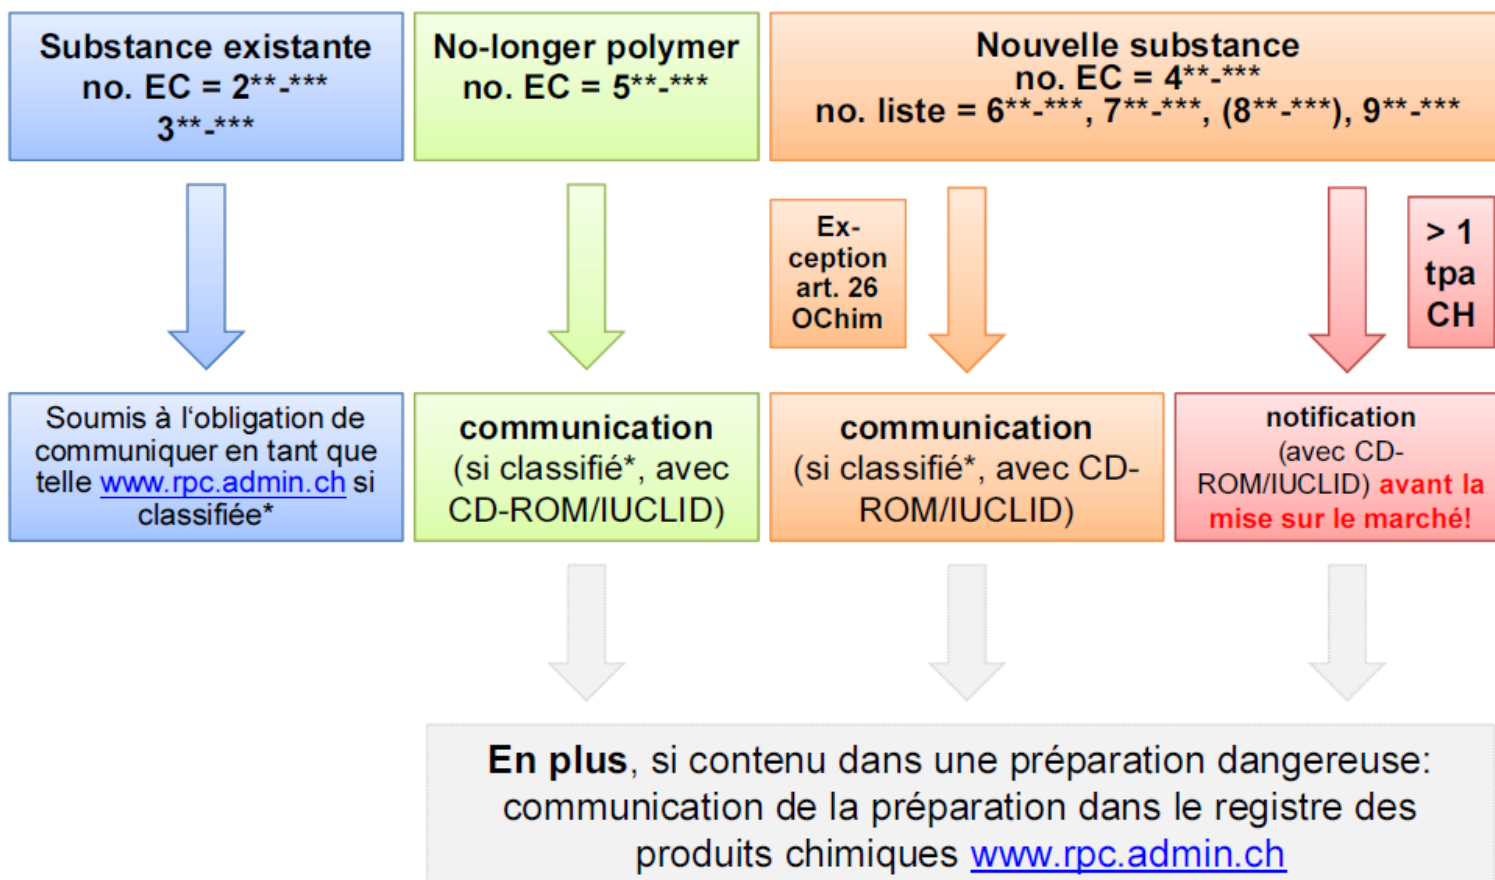 Substance existante
no. EC = 2**-***
3**-***
No-longer polymer
no. EC = 5**-***
Nouvelle substance
no. EC = 4**-***
no. liste = 6**-***, 7**-***, (8**-***), 9**-***
Ex-
ception
art. 26
OChim
> 1
tpa
CH
Soumis à l‘obligation de
communiquer en tant que
telle www.rpc.admin.ch si
classifiée*
communication
(si classifié*, avec
CD-ROM/IUCLID)
communication
(si classifié*, avec CD-
ROM/IUCLID)
notification
(avec CD-
ROM/IUCLID) avant la
mise sur le marché!
En plus, si contenu dans une préparation dangereuse:
communication de la préparation dans le registre des
produits chimiques www.rpc.admin.ch